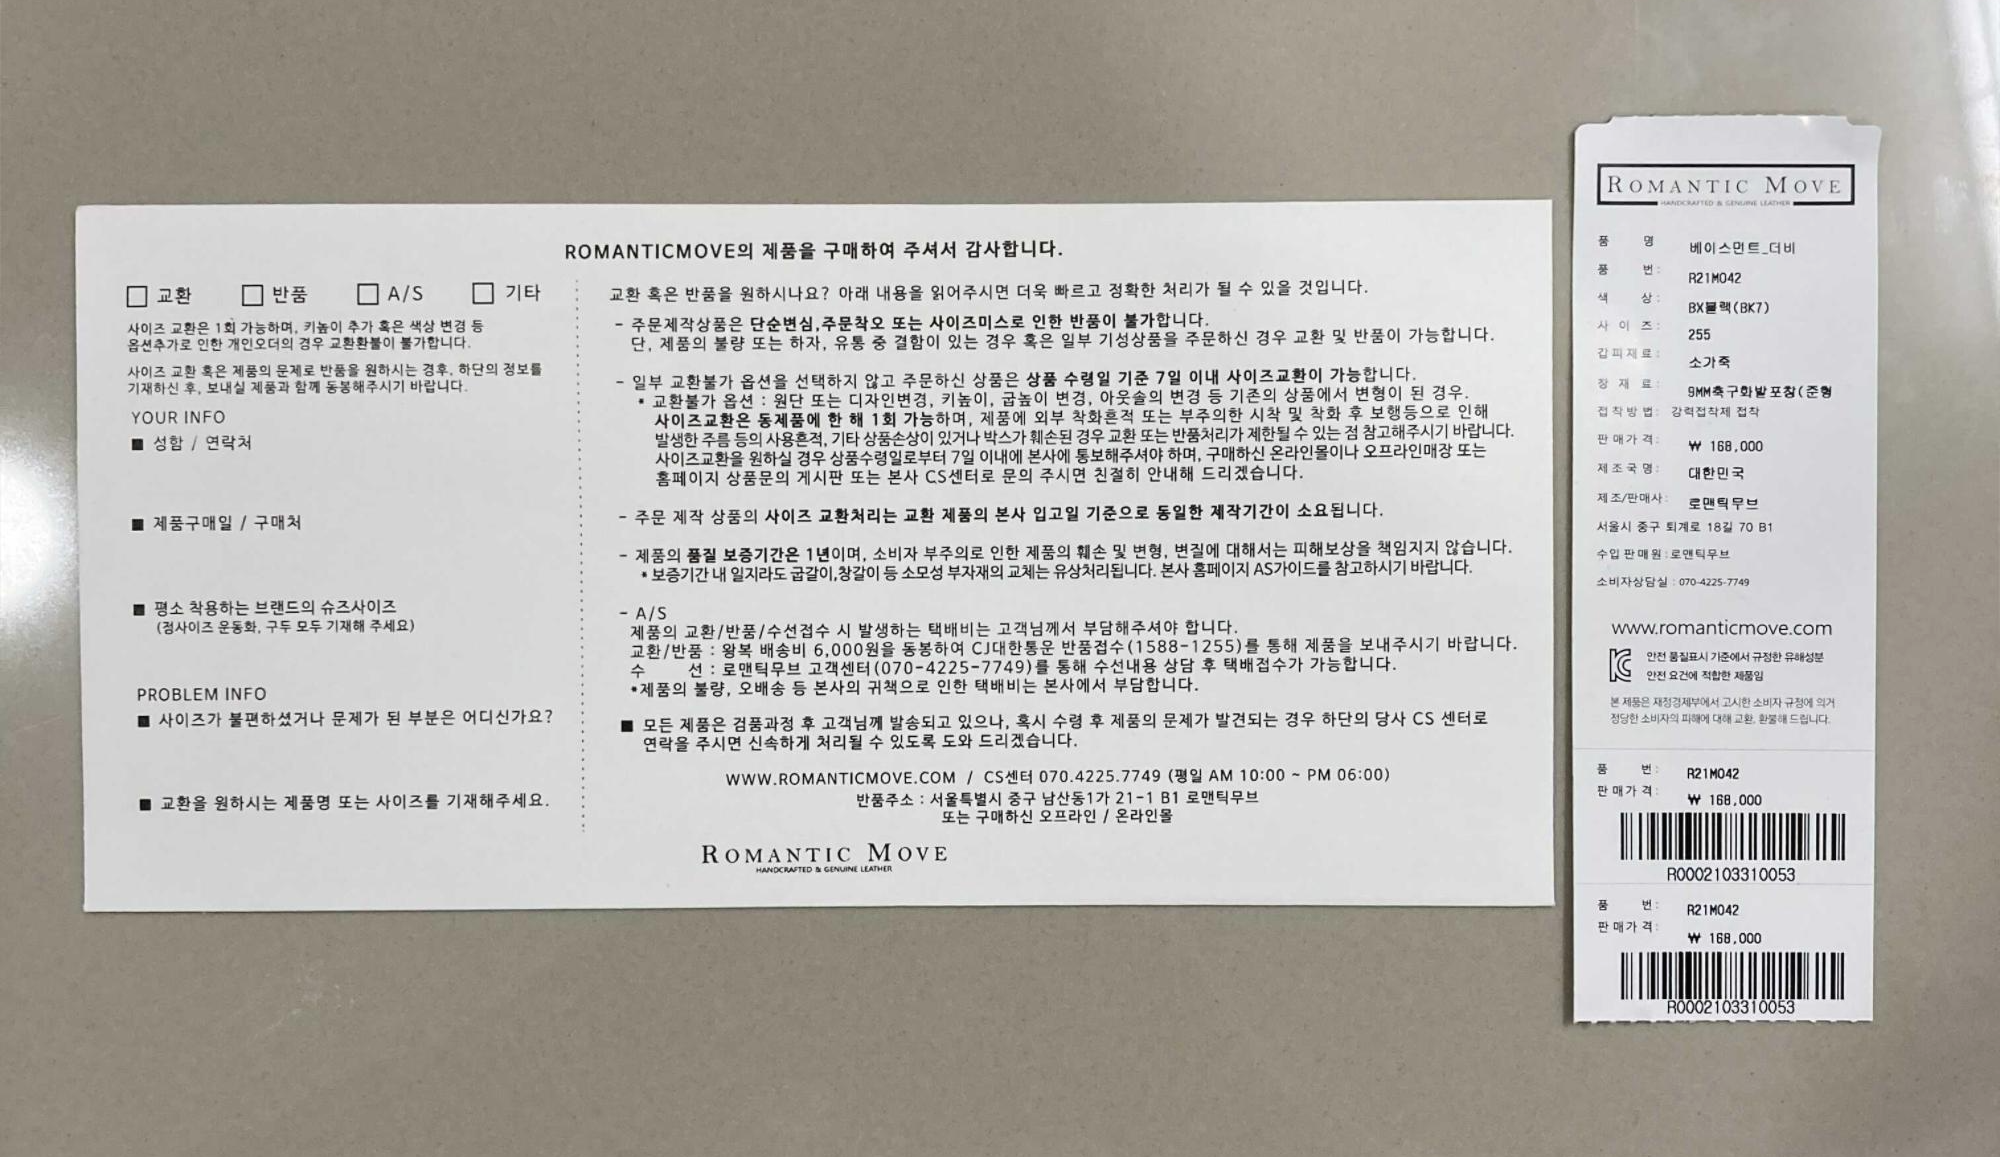 ROMANTICMOVE의 제품을 구매하여 주셔서 감사합니다.
교환 반품 A/S 기타
사이즈 교환은 1회 가능하며, 키높이 추가 혹은 색상 변경 등
옵션추가로 인한 개인오더의 경우 교환환불이 불가합니다.
사이즈 교환 혹은 제품의 문제로 반품을 원하시는 경우, 하단의 정보를
기재하신 후, 보내실 제품과 함께 동봉해주시기 바랍니다.
YOUR INFO
■ 성함 / 연락처
■ 제품구매일 / 구매처
■ 평소 착용하는 브랜드의 슈즈사이즈
(정사이즈 운동화, 구두 모두 기재해 주세요)
PROBLEM INFO
■ 사이즈가 불편하셨거나 문제가 된 부분은 어디신가요?
■ 교환을 원하시는 제품명 또는 사이즈를 기재해주세요.
교환 혹은 반품을 원하시나요? 아래 내용을 읽어주시면 더욱 빠르고 정확한 처리가 될 수 있을 것입니다.
- 주문제작상품은 단순변심,주문착오 또는 사이즈미스로 인한 반품이 불가합니다.
단, 제품의 불량 또는 하자, 유통 중 결함이 있는 경우 혹은 일부 기성상품을 주문하신 경우 교환 및 반품이 가능합니다.
- 일부 교환불가 옵션을 선택하지 않고 주문하신 상품은 상품 수령일 기준 7일 이내 사이즈교환이 가능합니다.
* 교환불가 옵션 : 원단 또는 디자인변경, 키높이, 굽높이 변경, 아웃솔의 변경 등 기존의 상품에서 변형이 된 경우.
사이즈교환은 동제품에 한 해 1회 가능하며, 제품에 외부 착화흔적 또는 부주의한 시착 및 착화 후 보행등으로 인해
발생한 주름 등의 사용흔적, 기타 상품손상이 있거나 박스가 훼손된 경우 교환 또는 반품처리가 제한될 수 있는 점 참고해주시기 바랍니다.
사이즈교환을 원하실 경우 상품수령일로부터 7일 이내에 본사에 통보해주셔야 하며, 구매하신 온라인몰이나 오프라인매장 또는
홈페이지 상품문의 게시판 또는 본사 CS센터로 문의 주시면 친절히 안내해 드리겠습니다.
- 주문 제작 상품의 사이즈 교환처리는 교환 제품의 본사 입고일 기준으로 동일한 제작기간이 소요됩니다.
- 제품의 품질 보증기간은 1년이며, 소비자 부주의로 인한 제품의 훼손 및 변형, 변질에 대해서는 피해보상을 책임지지 않습니다.
* 보증기간 내 일지라도 굽갈이,창갈이 등 소모성 부자재의 교체는 유상처리됩니다. 본사 홈페이지 AS가이드를 참고하시기 바랍니다.
- A/S
제품의 교환/반품/수선접수 시 발생하는 택배비는 고객님께서 부담해주셔야 합니다.
교환/반품 : 왕복 배송비 6,000원을 동봉하여 CJ대한통운 반품접수(1588-1255)를 통해 제품을 보내주시기 바랍니다.
수 선 : 로맨틱무브 고객센터(070-4225-7749)를 통해 수선내용 상담 후 택배접수가 가능합니다.
*제품의 불량, 오배송 등 본사의 귀책으로 인한 택배비는 본사에서 부담합니다.
■ 모든 제품은 검품과정 후 고객님께 발송되고 있으나, 혹시 수령 후 제품의 문제가 발견되는 경우 하단의 당사 CS 센터로
연락을 주시면 신속하게 처리될 수 있도록 도와 드리겠습니다.
WWW.ROMANTICMOVE.COM / CS센터 070.4225.7749 (평일 AM 10:00 ~ PM 06:00)
반품주소 : 서울특별시 중구 남산동1가 21-1 B1 로맨틱무브
또는 구매하신 오프라인 / 온라인몰
ROMANTIC MOVE
HANDCRAFTED & GENUINE LEATHER
ROMANTIC MOVE
HANDCRAFTED & GENUINE LEATHER
품 명 베이스먼트_더비
품 번: R21M042
색 상: BX블랙(BK7)
사 이 즈: 255
갑피재료: 소가죽
창 재 료: 9MM축구화발포창(준형
접착방법: 강력접착제 접착
판매가격: ₩ 168,000
제조국명: 대한민국
제조/판매사: 로맨틱무브
서울시 중구 퇴계로 18길 70 B1
수입판매원:로맨틱무브
소비자상담실 : 070-4225-7749
www.romanticmove.com
안전 품질표시 기준에서 규정한 유해성분
안전 요건에 적합한 제품임
본 제품은 재정경제부에서 고시한 소비자 규정에 의거
정당한 소비자의 피해에 대해 교환, 환불해 드립니다.
품 번: R21M042
판매가격: ₩ 168,000
R0002103310053
품 번: R21M042
판매가격: ₩ 168,000
R0002103310053